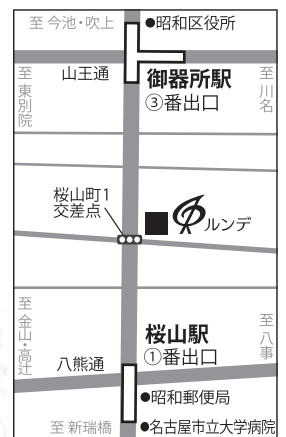 至 今池・吹上
●昭和区役所
至 東別院
山王通
御器所駅
③番出口
至 川名
桜山町1
交差点
ルンデ
至 金山・高辻
桜山駅
①番出口
至 八事
八熊通
●昭和郵便局
至 新瑞橋
●名古屋市立大学病院